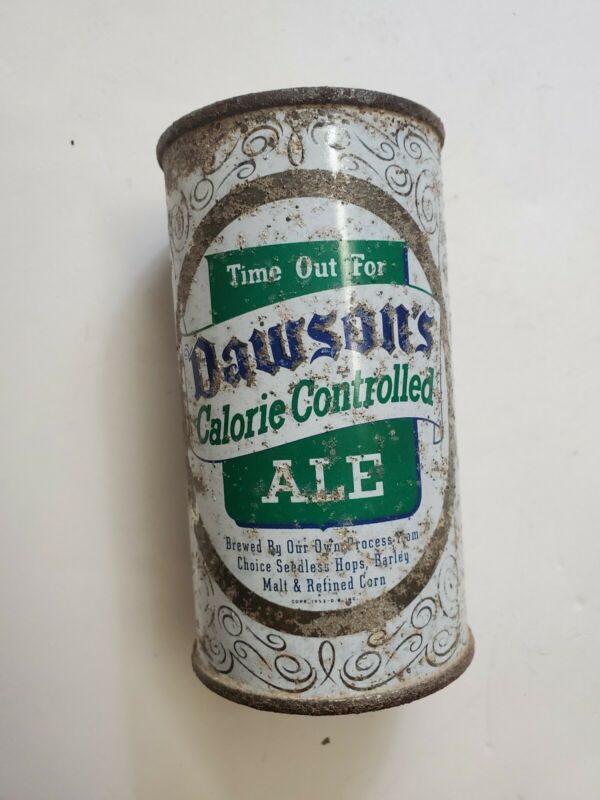 Time Out For
Dawson's
Calorie Controlled
ALE
Brewed By Our Own Process From
Choice Seedless Hops, Barley
Malt & Refined Corn